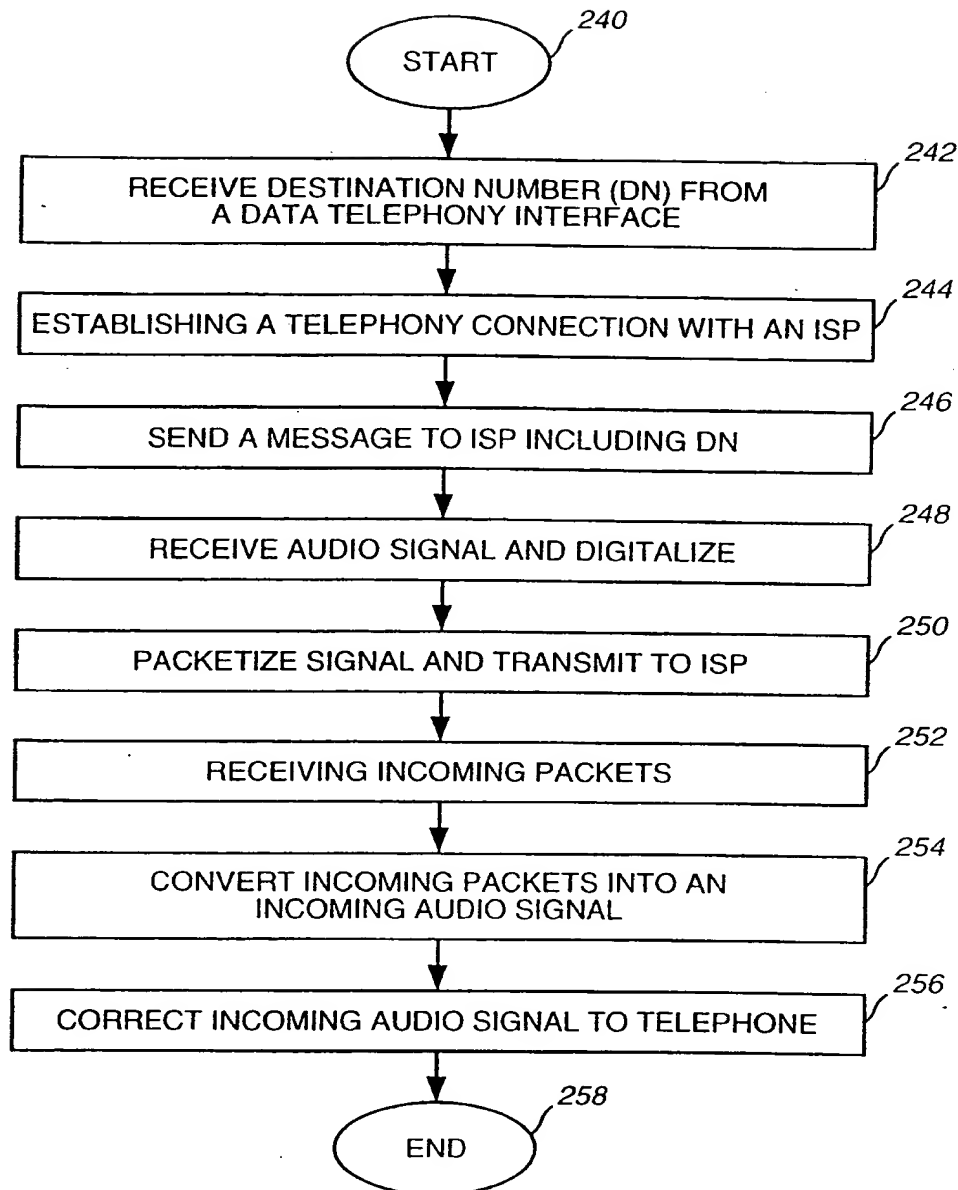 240
START
242
RECEIVE DESTINATION NUMBER (DN) FROM
A DATA TELEPHONY INTERFACE
244
ESTABLISHING A TELEPHONY CONNECTION WITH AN ISP
246
SEND A MESSAGE TO ISP INCLUDING DN
248
RECEIVE AUDIO SIGNAL AND DIGITALIZE
250
PACKETIZE SIGNAL AND TRANSMIT TO ISP
252
RECEIVING INCOMING PACKETS
254
CONVERT INCOMING PACKETS INTO AN
INCOMING AUDIO SIGNAL
256
CORRECT INCOMING AUDIO SIGNAL TO TELEPHONE
258
END